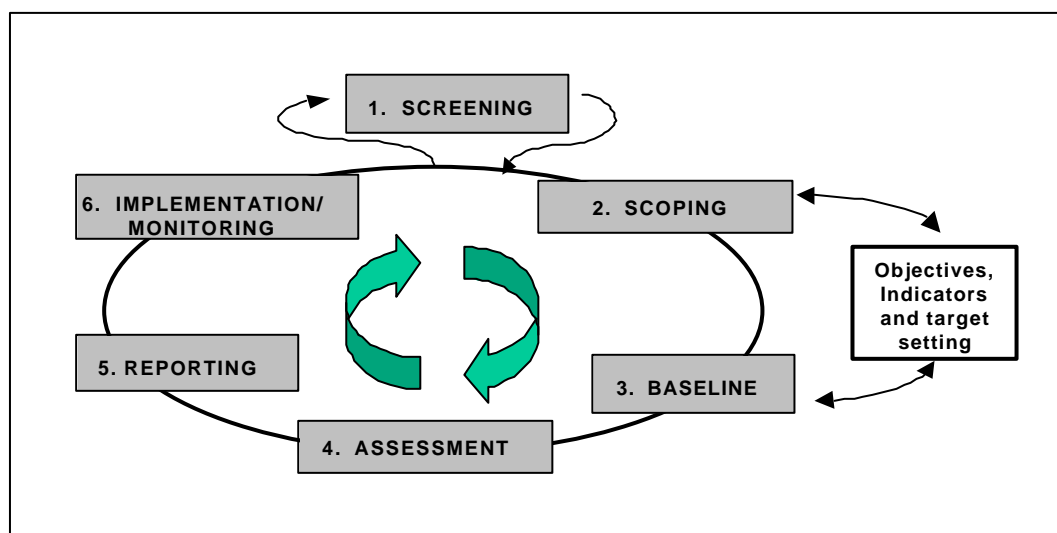 1. SCREENING
2. SCOPING
Objectives,
Indicators
and target
setting
3. BASELINE
4. ASSESSMENT
5. REPORTING
6. IMPLEMENTATION/
MONITORING